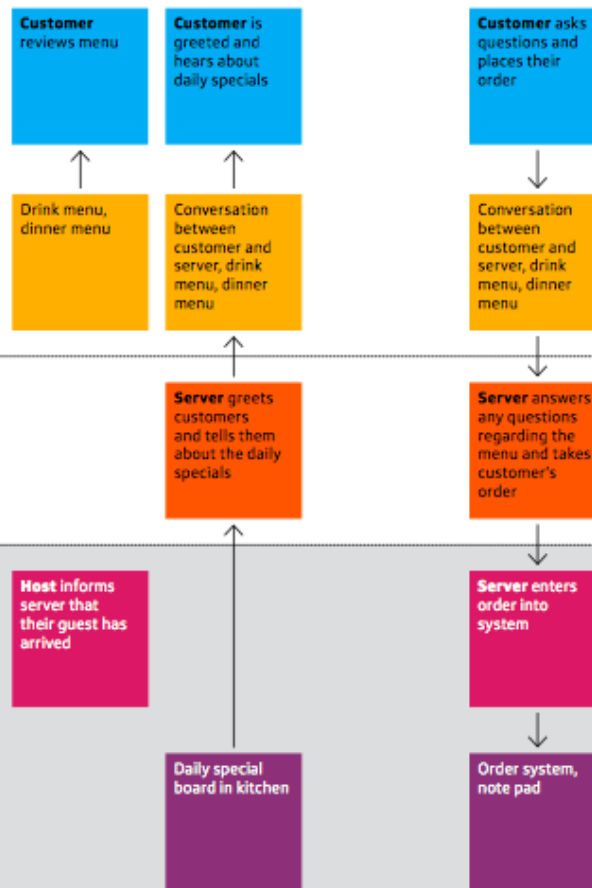 Customer
reviews menu
Customer is
greeted and
hears about
daily specials
Customer asks
questions and
places their
order
Drink menu,
dinner menu
Conversation
between
customer and
server, drink
menu, dinner
menu
Conversation
between
customer and
server, drink
menu, dinner
menu
Server greets
customers
and tells them
about the daily
specials
Server answers
any questions
regarding the
menu and takes
customer's
order
Host informs
server that
their guest has
arrived
Server enters
order into
system
Daily special
board in kitchen
Order system,
note pad